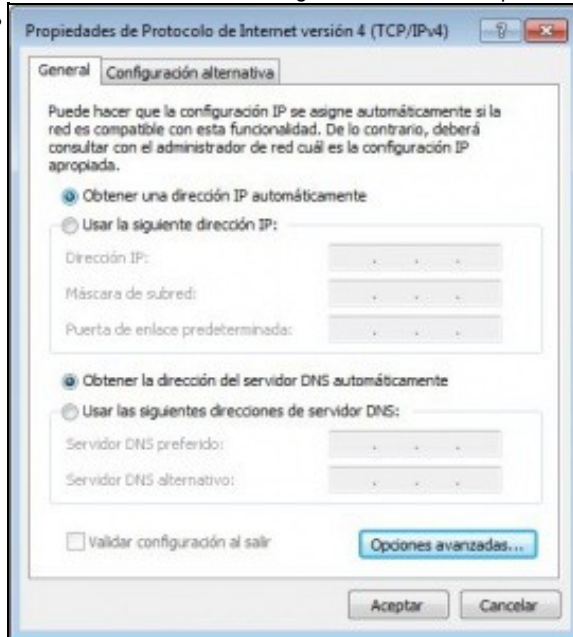 Propiedades de Protocolo de Internet versión 4 (TCP/IPv4)
General
Configuración alternativa
Puede hacer que la configuración IP se asigne automáticamente si la
red es compatible con esta funcionalidad. De lo contrario, deberá
consultar con el administrador de red cuál es la configuración IP
apropiada.
Obtener una dirección IP automáticamente
Usar la siguiente dirección IP:
Dirección IP:
Máscara de subred:
Puerta de enlace predeterminada:
Obtener la dirección del servidor DNS automáticamente
Usar las siguientes direcciones de servidor DNS:
Servidor DNS preferido:
Servidor DNS alternativo:
Validar configuración al salir
Opciones avanzadas...
Aceptar
Cancelar